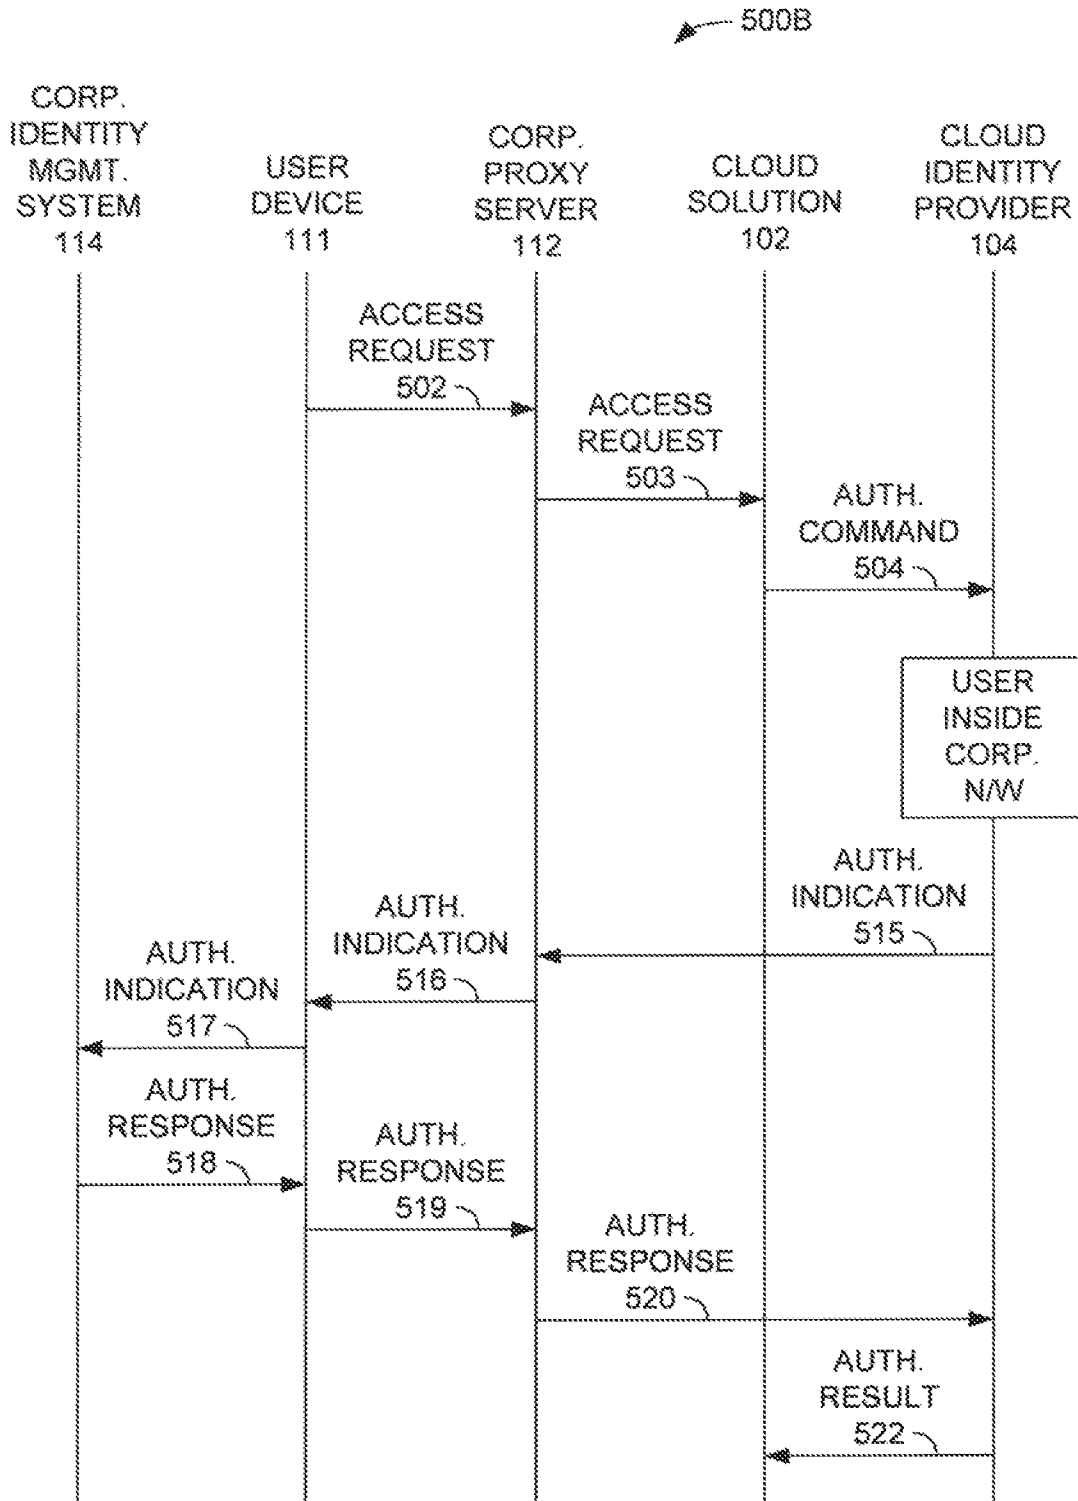 500B
CORP.
IDENTITY
MGMT.
SYSTEM
114
USER
DEVICE
111
CORP.
PROXY
SERVER
112
CLOUD
SOLUTION
102
CLOUD
IDENTITY
PROVIDER
104
ACCESS
REQUEST
502
ACCESS
REQUEST
503
AUTH.
COMMAND
504
USER
INSIDE
CORP.
N/W
AUTH.
INDICATION
515
AUTH.
INDICATION
516
AUTH.
INDICATION
517
AUTH.
RESPONSE
518
AUTH.
RESPONSE
519
AUTH.
RESPONSE
520
AUTH.
RESULT
522